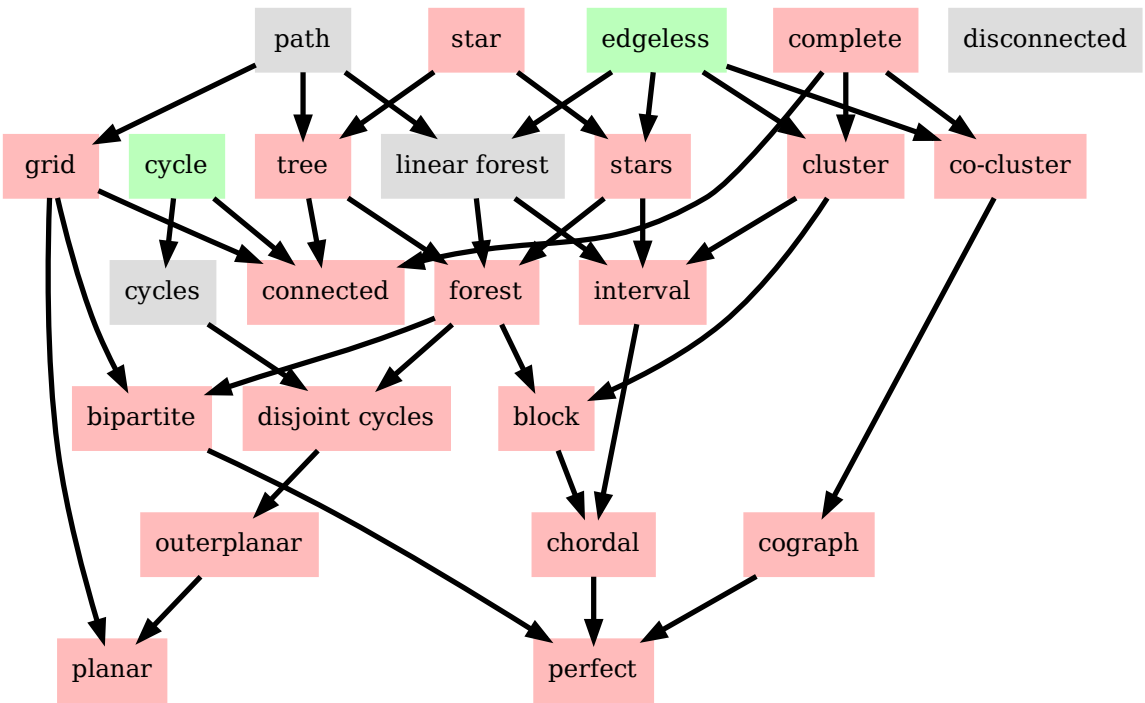 path
star
edgeless
complete
disconnected
grid
cycle
tree
linear forest
stars
cluster
co-cluster
cycles
connected
forest
interval
bipartite
disjoint cycles
block
outerplanar
chordal
cograph
planar
perfect